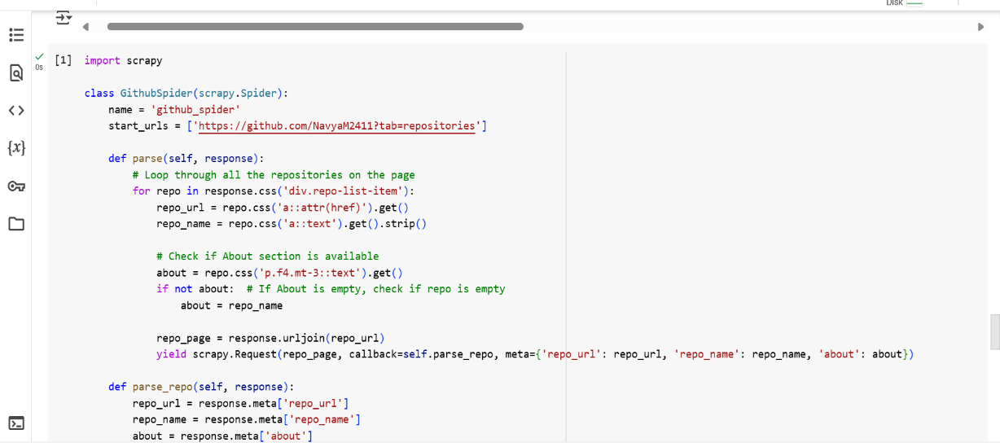 Disk
[1] import scrapy
0s
class GithubSpider(scrapy.Spider):
    name = 'github_spider'
    start_urls = ['https://github.com/NavyaM2411?tab=repositories']
    def parse(self, response):
        # Loop through all the repositories on the page
        for repo in response.css('div.repo-list-item'):
            repo_url = repo.css('a::attr(href)').get()
            repo_name = repo.css('a::text').get().strip()
            # Check if About section is available
            about = repo.css('p.f4.mt-3::text').get()
            if not about:  # If About is empty, check if repo is empty
                about = repo_name
            repo_page = response.urljoin(repo_url)
            yield scrapy.Request(repo_page, callback=self.parse_repo, meta={'repo_url': repo_url, 'repo_name': repo_name, 'about': about})
    def parse_repo(self, response):
        repo_url = response.meta['repo_url']
        repo_name = response.meta['repo_name']
        about = response.meta['about']